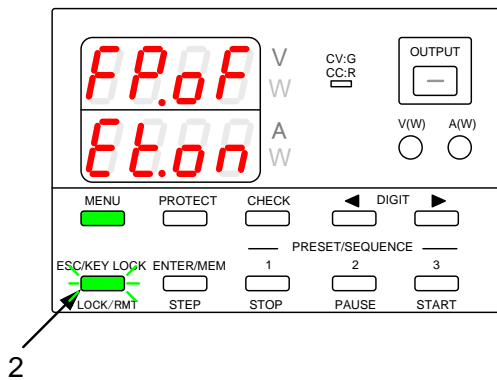 FP.oF
V
W
CV:G
CC:R
OUTPUT
Et.on
A
W
V(W) A(W)
MENU PROTECT CHECK ◀ DIGIT ▶
PRESET/SEQUENCE
ESC/KEY LOCK ENTER/MEM 1 2 3
LOCK/RMT STEP STOP PAUSE START
2